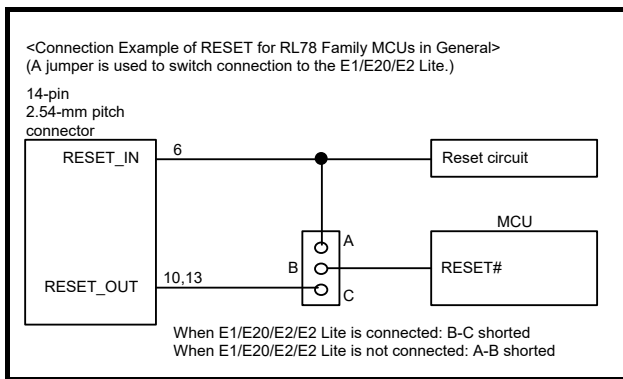 <Connection Example of RESET for RL78 Family MCUs in General>
(A jumper is used to switch connection to the E1/E20/E2 Lite.)
14-pin
2.54-mm pitch
connector
RESET_IN
6
Reset circuit
MCU
A
B
RESET#
RESET_OUT
10,13
C
When E1/E20/E2/E2 Lite is connected: B-C shorted
When E1/E20/E2/E2 Lite is not connected: A-B shorted